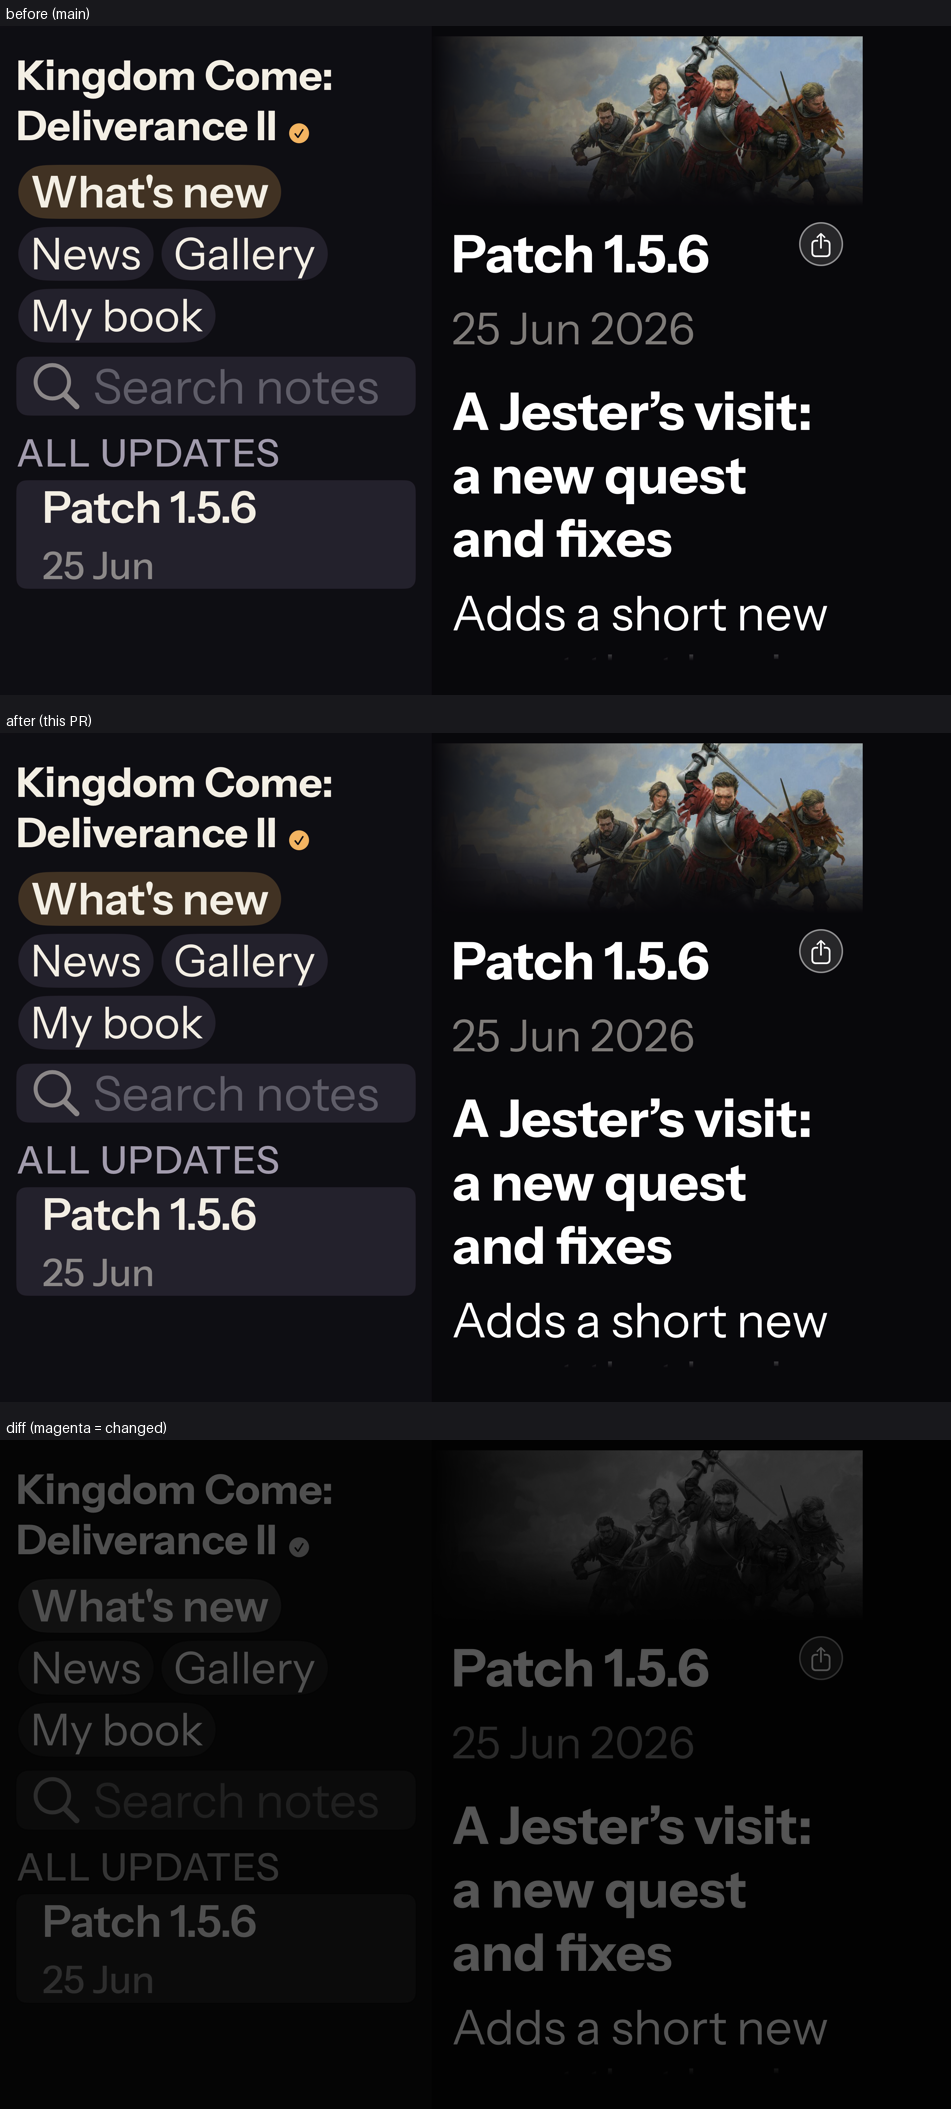 before (main)
Kingdom Come:
Deliverance II
What's new
News Gallery
My book
Search notes
ALL UPDATES
Patch 1.5.6
25 Jun
Patch 1.5.6
25 Jun 2026
A Jester’s visit:
a new quest
and fixes
Adds a short new
after (this PR)
Kingdom Come:
Deliverance II
What's new
News Gallery
My book
Search notes
ALL UPDATES
Patch 1.5.6
25 Jun
Patch 1.5.6
25 Jun 2026
A Jester’s visit:
a new quest
and fixes
Adds a short new
diff (magenta = changed)
Kingdom Come:
Deliverance II
What's new
News Gallery
My book
Search notes
ALL UPDATES
Patch 1.5.6
25 Jun
Patch 1.5.6
25 Jun 2026
A Jester’s visit:
a new quest
and fixes
Adds a short new